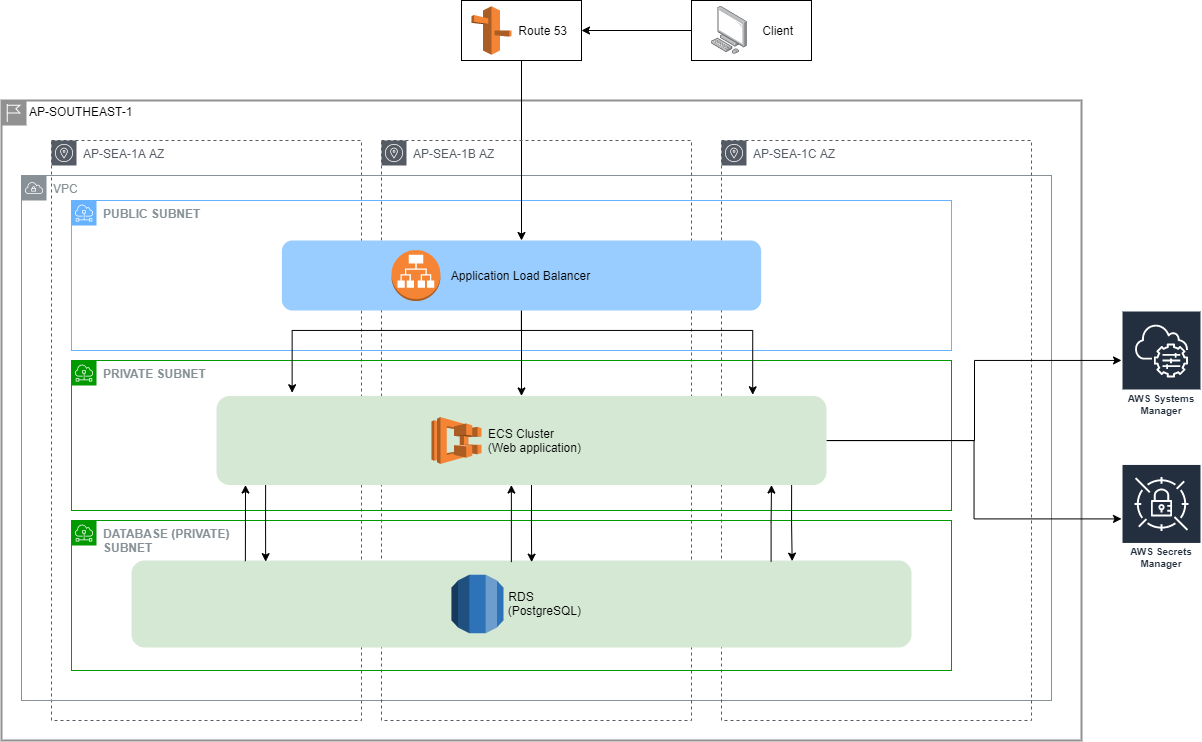 Route 53
Client
AP-SOUTHEAST-1
AP-SEA-1A AZ
AP-SEA-1B AZ
AP-SEA-1C AZ
VPC
PUBLIC SUBNET
Application Load Balancer
PRIVATE SUBNET
ECS Cluster
(Web application)
AWS Systems
Manager
DATABASE (PRIVATE)
SUBNET
RDS
(PostgreSQL)
AWS Secrets
Manager